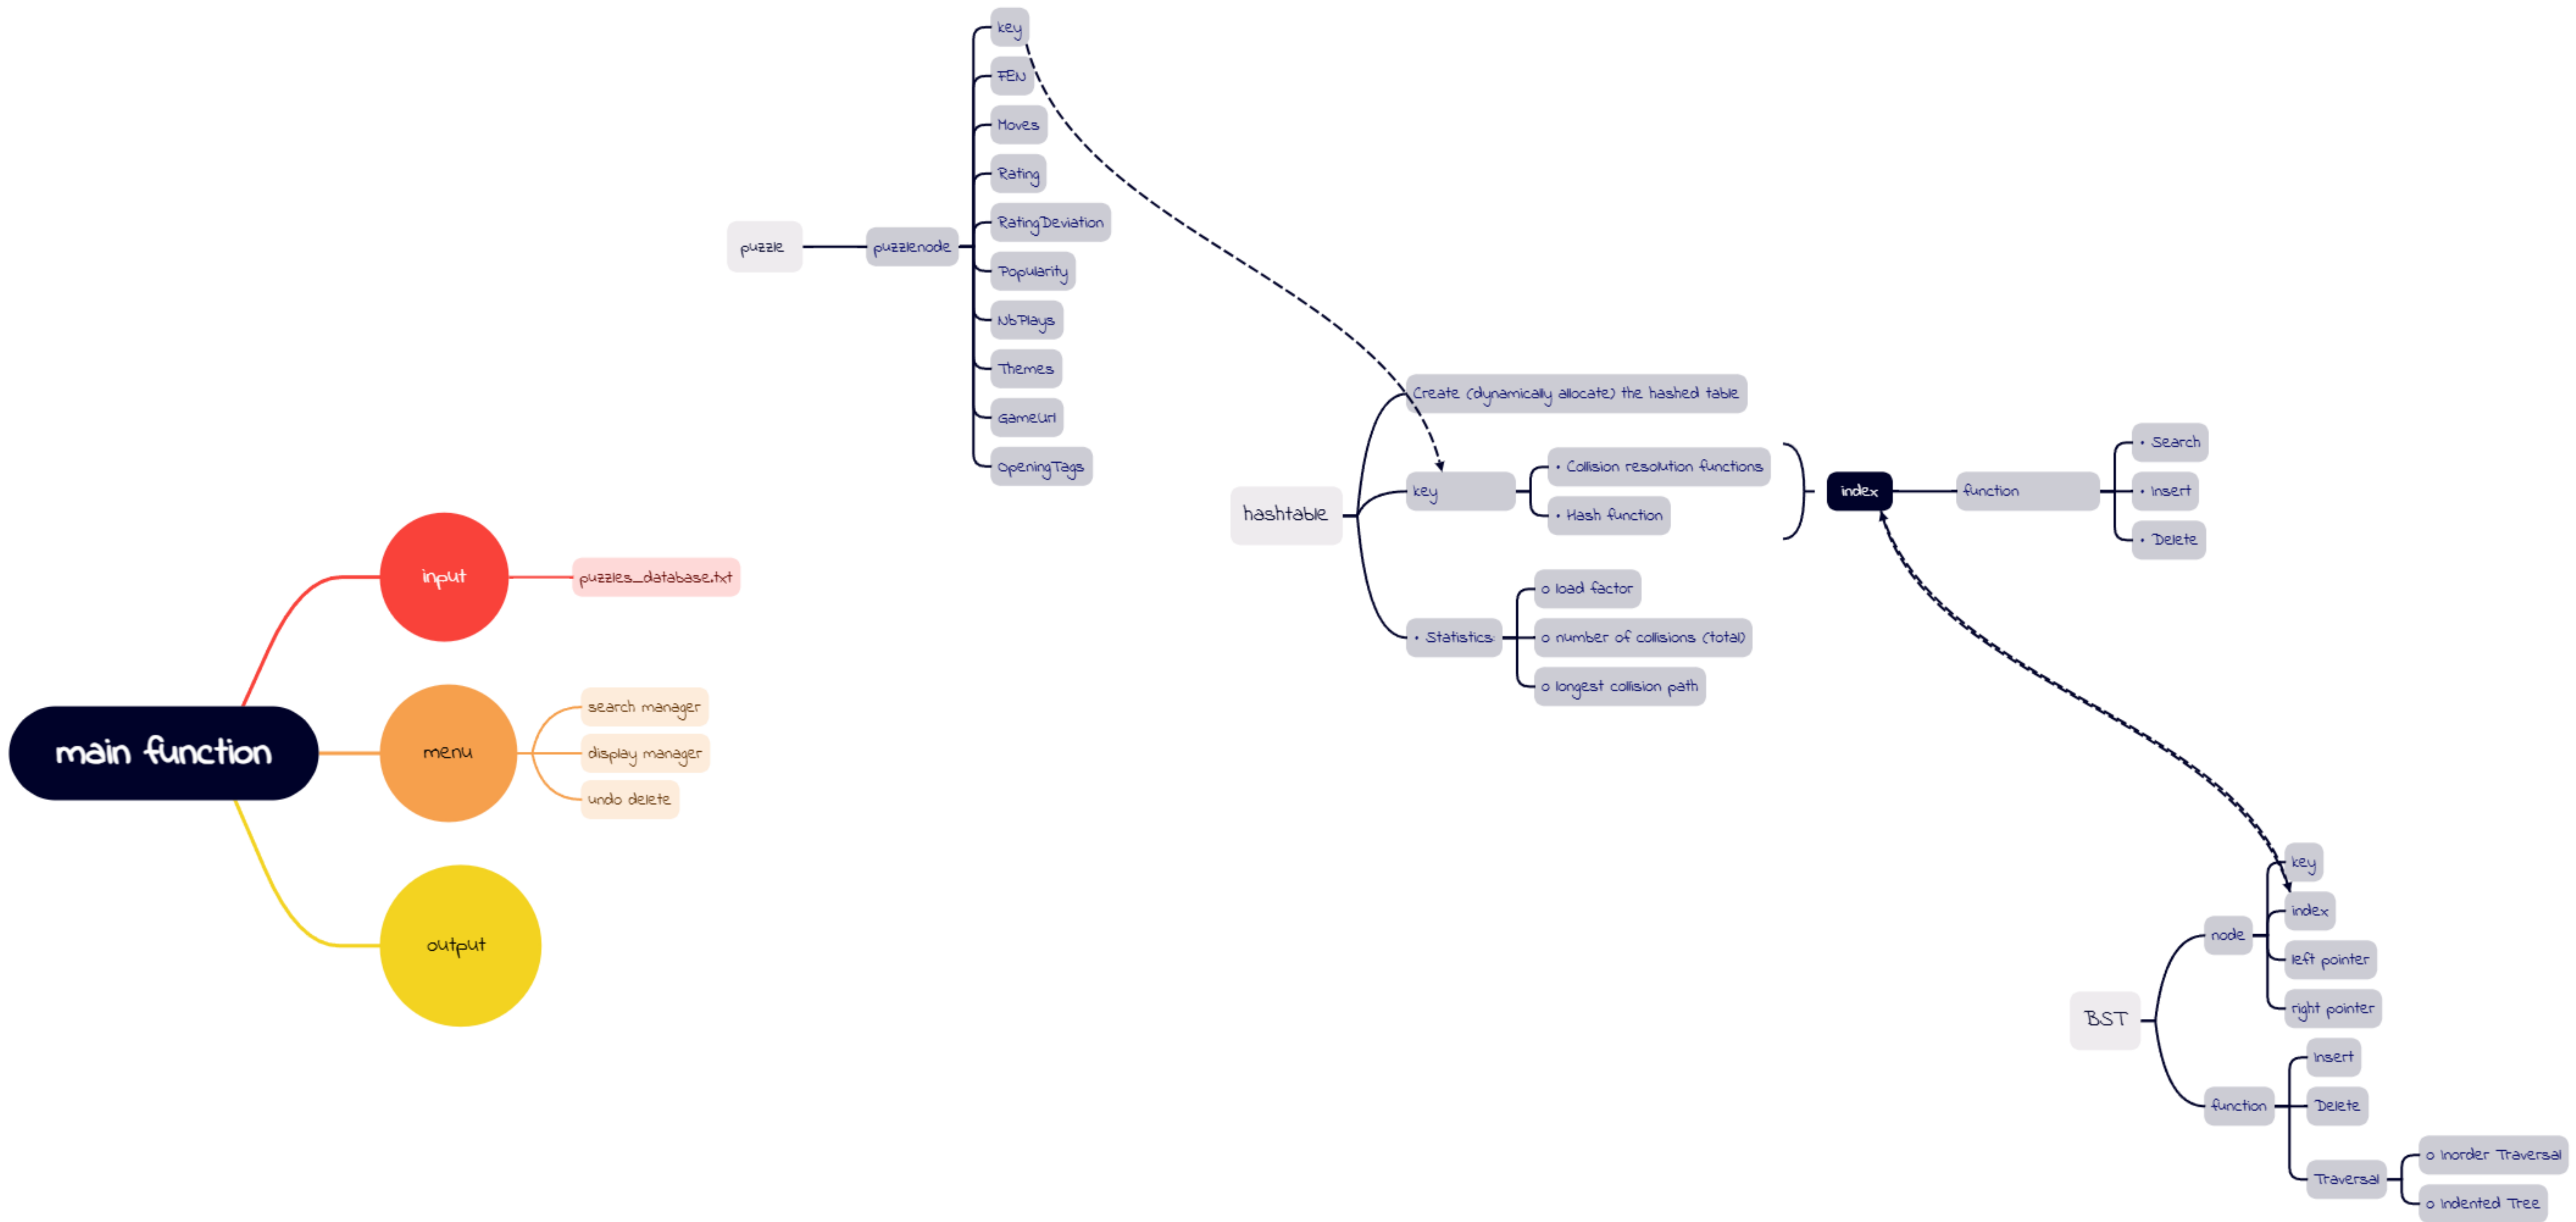 main function
input
puzzles_database.txt
menu
search manager
display manager
undo delete
output
puzzle
puzzlenode
key
FEN
Moves
Rating
RatingDeviation
Popularity
NbPlays
Themes
GameUrl
OpeningTags
hashtable
Create (dynamically allocate) the hashed table
key
• Collision resolution functions
• Hash function
• Statistics:
o load factor
o number of collisions (total)
o longest collision path
index
function
• Search
• Insert
• Delete
BST
node
key
index
left pointer
right pointer
function
Insert
Delete
Traversal
o Inorder Traversal
o Indented Tree